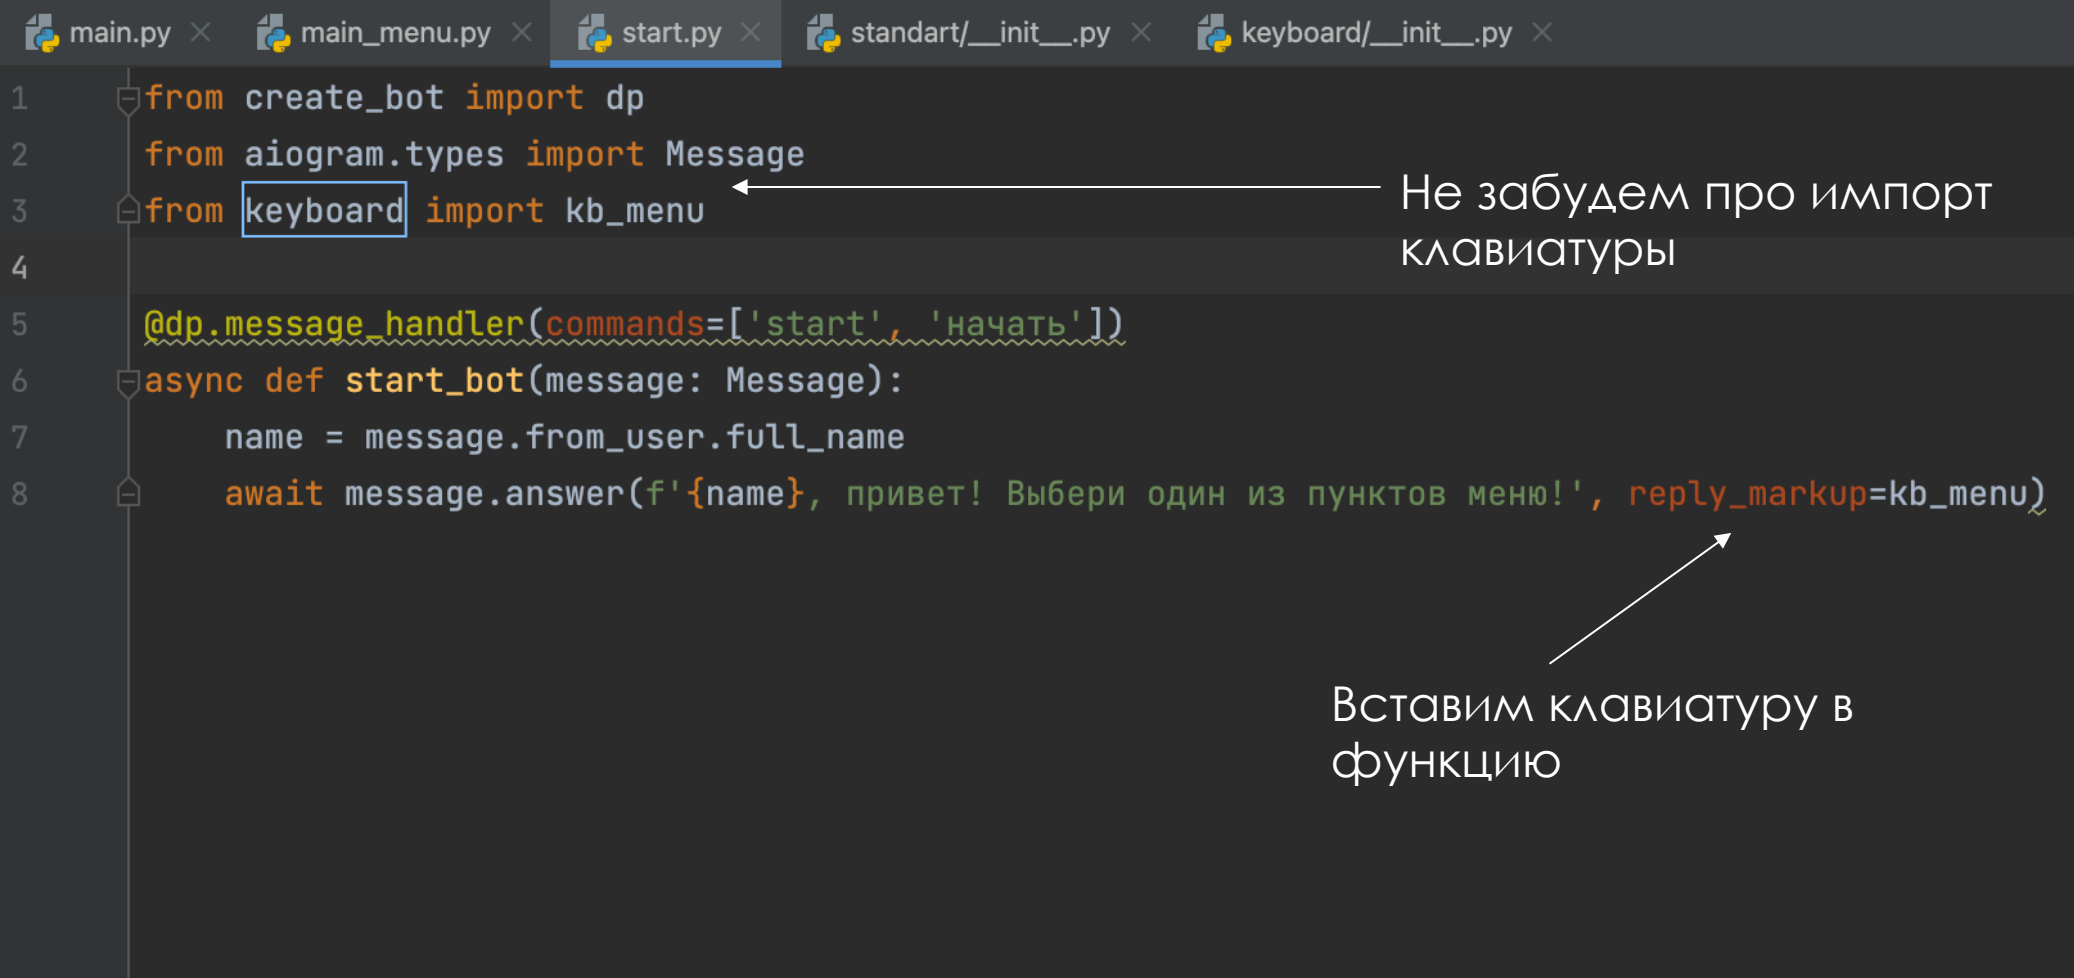 main.py main_menu.py start.py standart/__init__.py keyboard/__init__.py
1 from create_bot import dp
2 from aiogram.types import Message
3 from keyboard import kb_menu
Не забудем про импорт
клавиатуры
4
5 @dp.message_handler(commands=['start', 'начать'])
6 async def start_bot(message: Message):
7 name = message.from_user.full_name
8 await message.answer(f'{name}, привет! Выбери один из пунктов меню!', reply_markup=kb_menu)
Вставим клавиатуру в
функцию